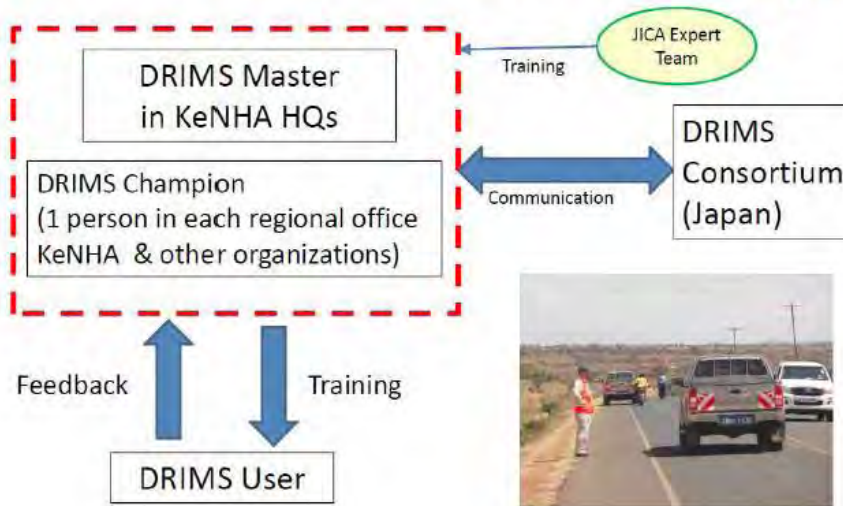 JICA Expert
Team
Training
DRIMS Master
in KeNHA HQs
DRIMS
Consortium
(Japan)
Communication
DRIMS Champion
(1 person in each regional office
KeNHA & other organizations)
Feedback
Training
DRIMS User